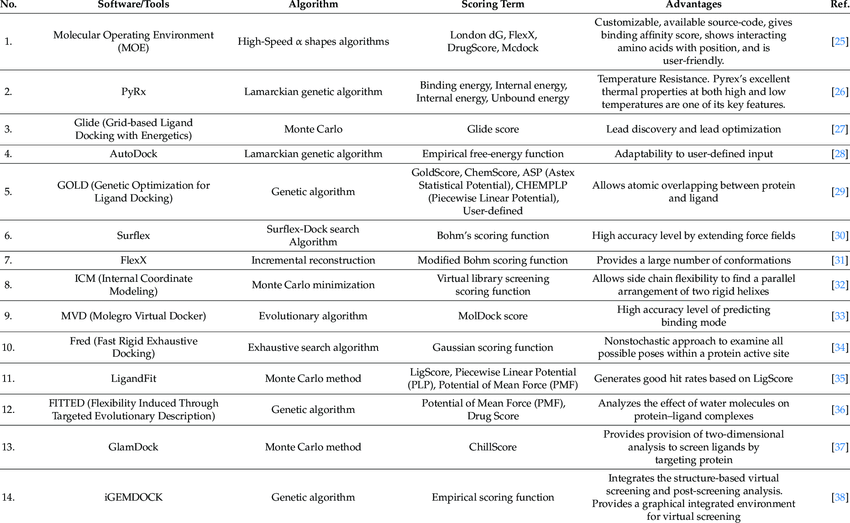 No. Software/Tools Algorithm Scoring Term Advantages Ref.
1. Molecular Operating Environment (MOE) High-Speed α shapes algorithms London dG, FlexX, DrugScore, Mcdock Customizable, available source-code, gives binding affinity score, shows interacting amino acids with position, and is user-friendly. [25]
2. PyRx Lamarckian genetic algorithm Binding energy, Internal energy, Internal energy, Unbound energy Temperature Resistance. Pyrex's excellent thermal properties at both high and low temperatures are one of its key features. [26]
3. Glide (Grid-based Ligand Docking with Energetics) Monte Carlo Glide score Lead discovery and lead optimization [27]
4. AutoDock Lamarckian genetic algorithm Empirical free-energy function Adaptability to user-defined input [28]
5. GOLD (Genetic Optimization for Ligand Docking) Genetic algorithm GoldScore, ChemScore, ASP (Astex Statistical Potential), CHEMPLP (Piecewise Linear Potential), User-defined Allows atomic overlapping between protein and ligand [29]
6. Surflex Surflex-Dock search Algorithm Bohm's scoring function High accuracy level by extending force fields [30]
7. FlexX Incremental reconstruction Modified Bohm scoring function Provides a large number of conformations [31]
8. ICM (Internal Coordinate Modeling) Monte Carlo minimization Virtual library screening scoring function Allows side chain flexibility to find a parallel arrangement of two rigid helixes [32]
9. MVD (Molegro Virtual Docker) Evolutionary algorithm MolDock score High accuracy level of predicting binding mode [33]
10. Fred (Fast Rigid Exhaustive Docking) Exhaustive search algorithm Gaussian scoring function Nonstochastic approach to examine all possible poses within a protein active site [34]
11. LigandFit Monte Carlo method LigScore, Piecewise Linear Potential (PLP), Potential of Mean Force (PMF) Generates good hit rates based on LigScore [35]
12. FITTED (Flexibility Induced Through Targeted Evolutionary Description) Genetic algorithm Potential of Mean Force (PMF), Drug Score Analyzes the effect of water molecules on protein–ligand complexes [36]
13. GlamDock Monte Carlo method ChillScore Provides provision of two-dimensional analysis to screen ligands by targeting protein [37]
14. iGEMDOCK Genetic algorithm Empirical scoring function Integrates the structure-based virtual screening and post-screening analysis. Provides a graphical integrated environment for virtual screening [38]